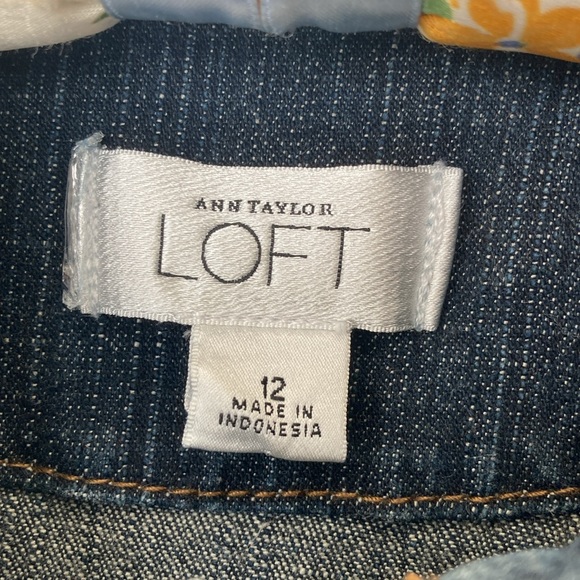 ANN TAYLOR
LOFT
12
MADE IN
INDONESIA